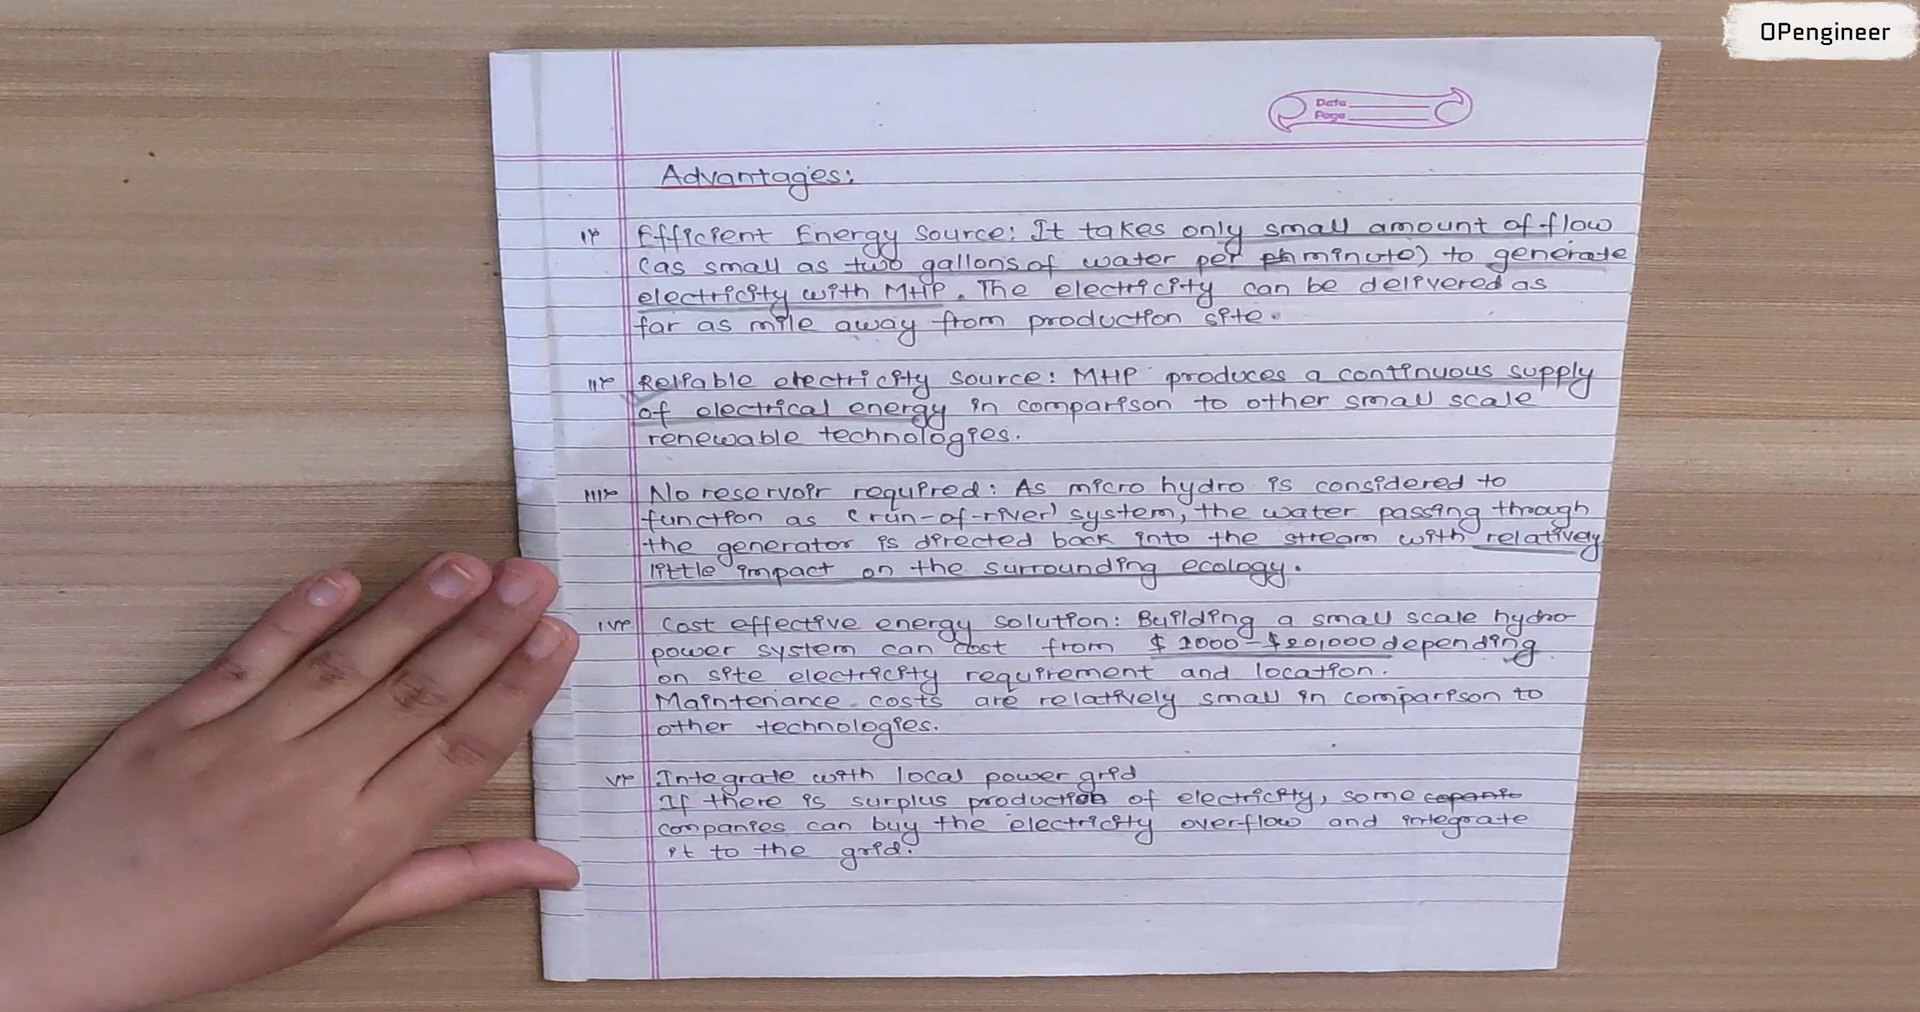 OPengineer
Date
Page
Advantages:
i) Efficient Energy Source: It takes only small amount of flow
(as small as two gallons of water per ph minute) to generate
electricity with MHP. The electricity can be delivered as
far as mile away from production site.
ii) Reliable electricity source: MHP produces a continuous supply
of electrical energy in comparison to other small scale
renewable technologies.
iii) No reservoir required: As micro hydro is considered to
function as 'run-of-river' system, the water passing through
the generator is directed back into the stream with relatively
little impact on the surrounding ecology.
iv) Cost effective energy solution: Building a small scale hydro
power system can cost from $ 1000 - $20,000 depending
on site electricity requirement and location.
Maintenance costs are relatively small in comparison to
other technologies.
v) Integrate with local power grid
If there is surplus production of electricity, some
companies can buy the electricity overflow and integrate
it to the grid.